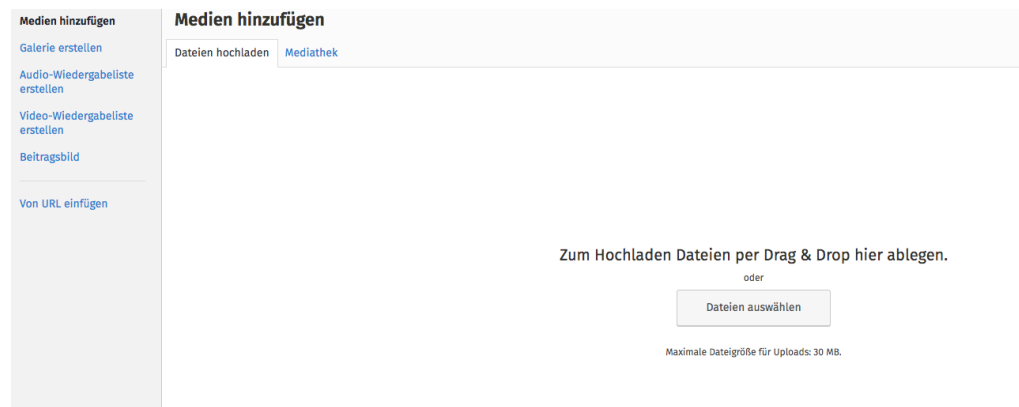 Medien hinzufügen
Galerie erstellen
Audio-Wiedergabeliste
erstellen
Video-Wiedergabeliste
erstellen
Beitragsbild
Von URL einfügen
Medien hinzufügen
Dateien hochladen
Mediathek
Zum Hochladen Dateien per Drag & Drop hier ablegen.
oder
Dateien auswählen
Maximale Dateigröße für Uploads: 30 MB.